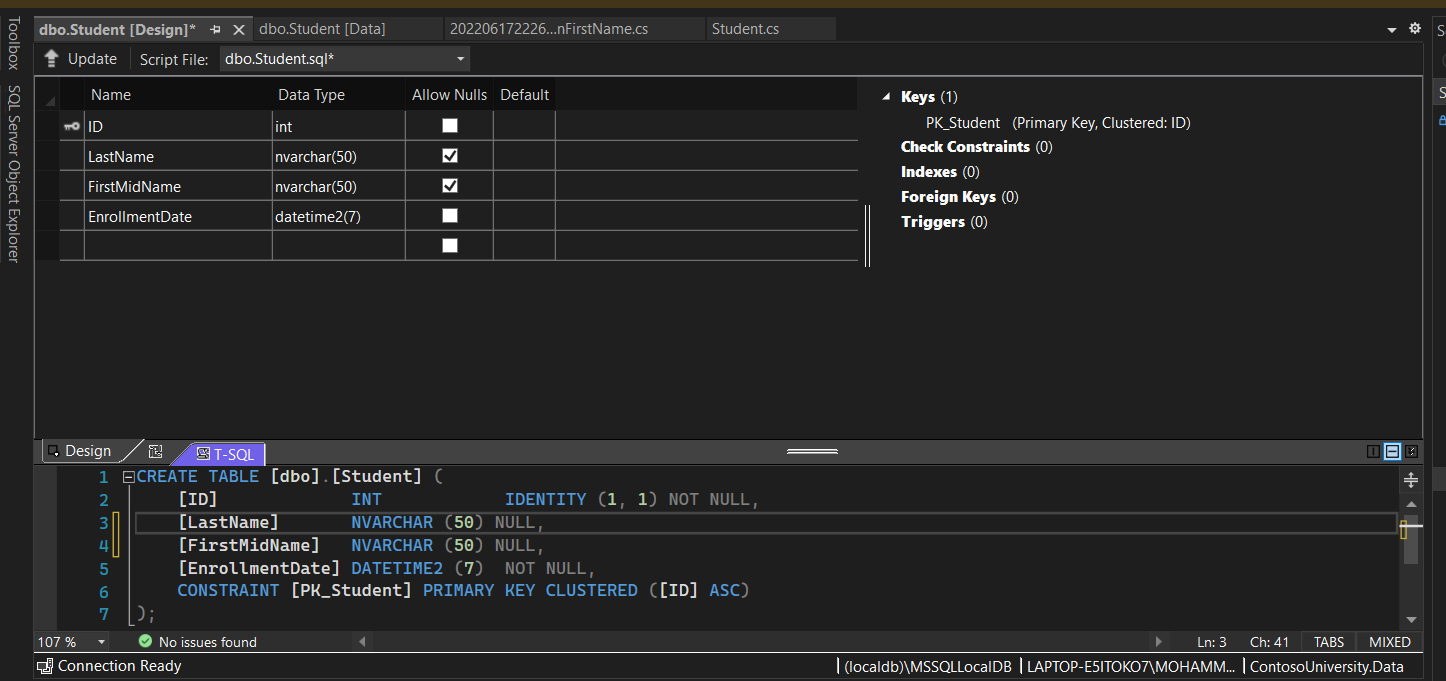 dbo.Student [Design]* dbo.Student [Data] 202206172226...nFirstName.cs Student.cs
Toolbox
SQL Server Object Explorer
Update Script File: dbo.Student.sql*
Name Data Type Allow Nulls Default
ID int
LastName nvarchar(50)
FirstMidName nvarchar(50)
EnrollmentDate datetime2(7)
Keys (1)
PK_Student (Primary Key, Clustered: ID)
Check Constraints (0)
Indexes (0)
Foreign Keys (0)
Triggers (0)
Design T-SQL
1 CREATE TABLE [dbo].[Student] (
2 [ID] INT IDENTITY (1, 1) NOT NULL,
3 [LastName] NVARCHAR (50) NULL,
4 [FirstMidName] NVARCHAR (50) NULL,
5 [EnrollmentDate] DATETIME2 (7) NOT NULL,
6 CONSTRAINT [PK_Student] PRIMARY KEY CLUSTERED ([ID] ASC)
7 );
107 % No issues found Ln: 3 Ch: 41 TABS MIXED
Connection Ready (localdb)\MSSQLLocalDB LAPTOP-E5ITOKO7\MOHAMM... ContosoUniversity.Data